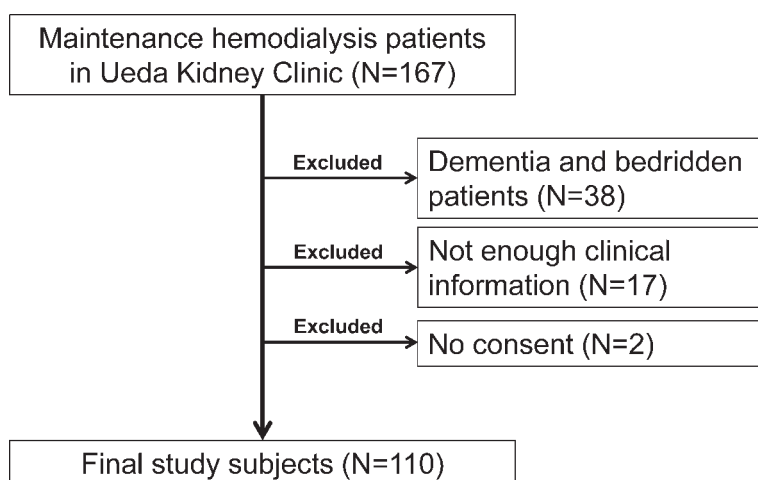 Maintenance hemodialysis patients
in Ueda Kidney Clinic (N=167)
Excluded
Dementia and bedridden
patients (N=38)
Excluded
Not enough clinical
information (N=17)
Excluded
No consent (N=2)
Final study subjects (N=110)